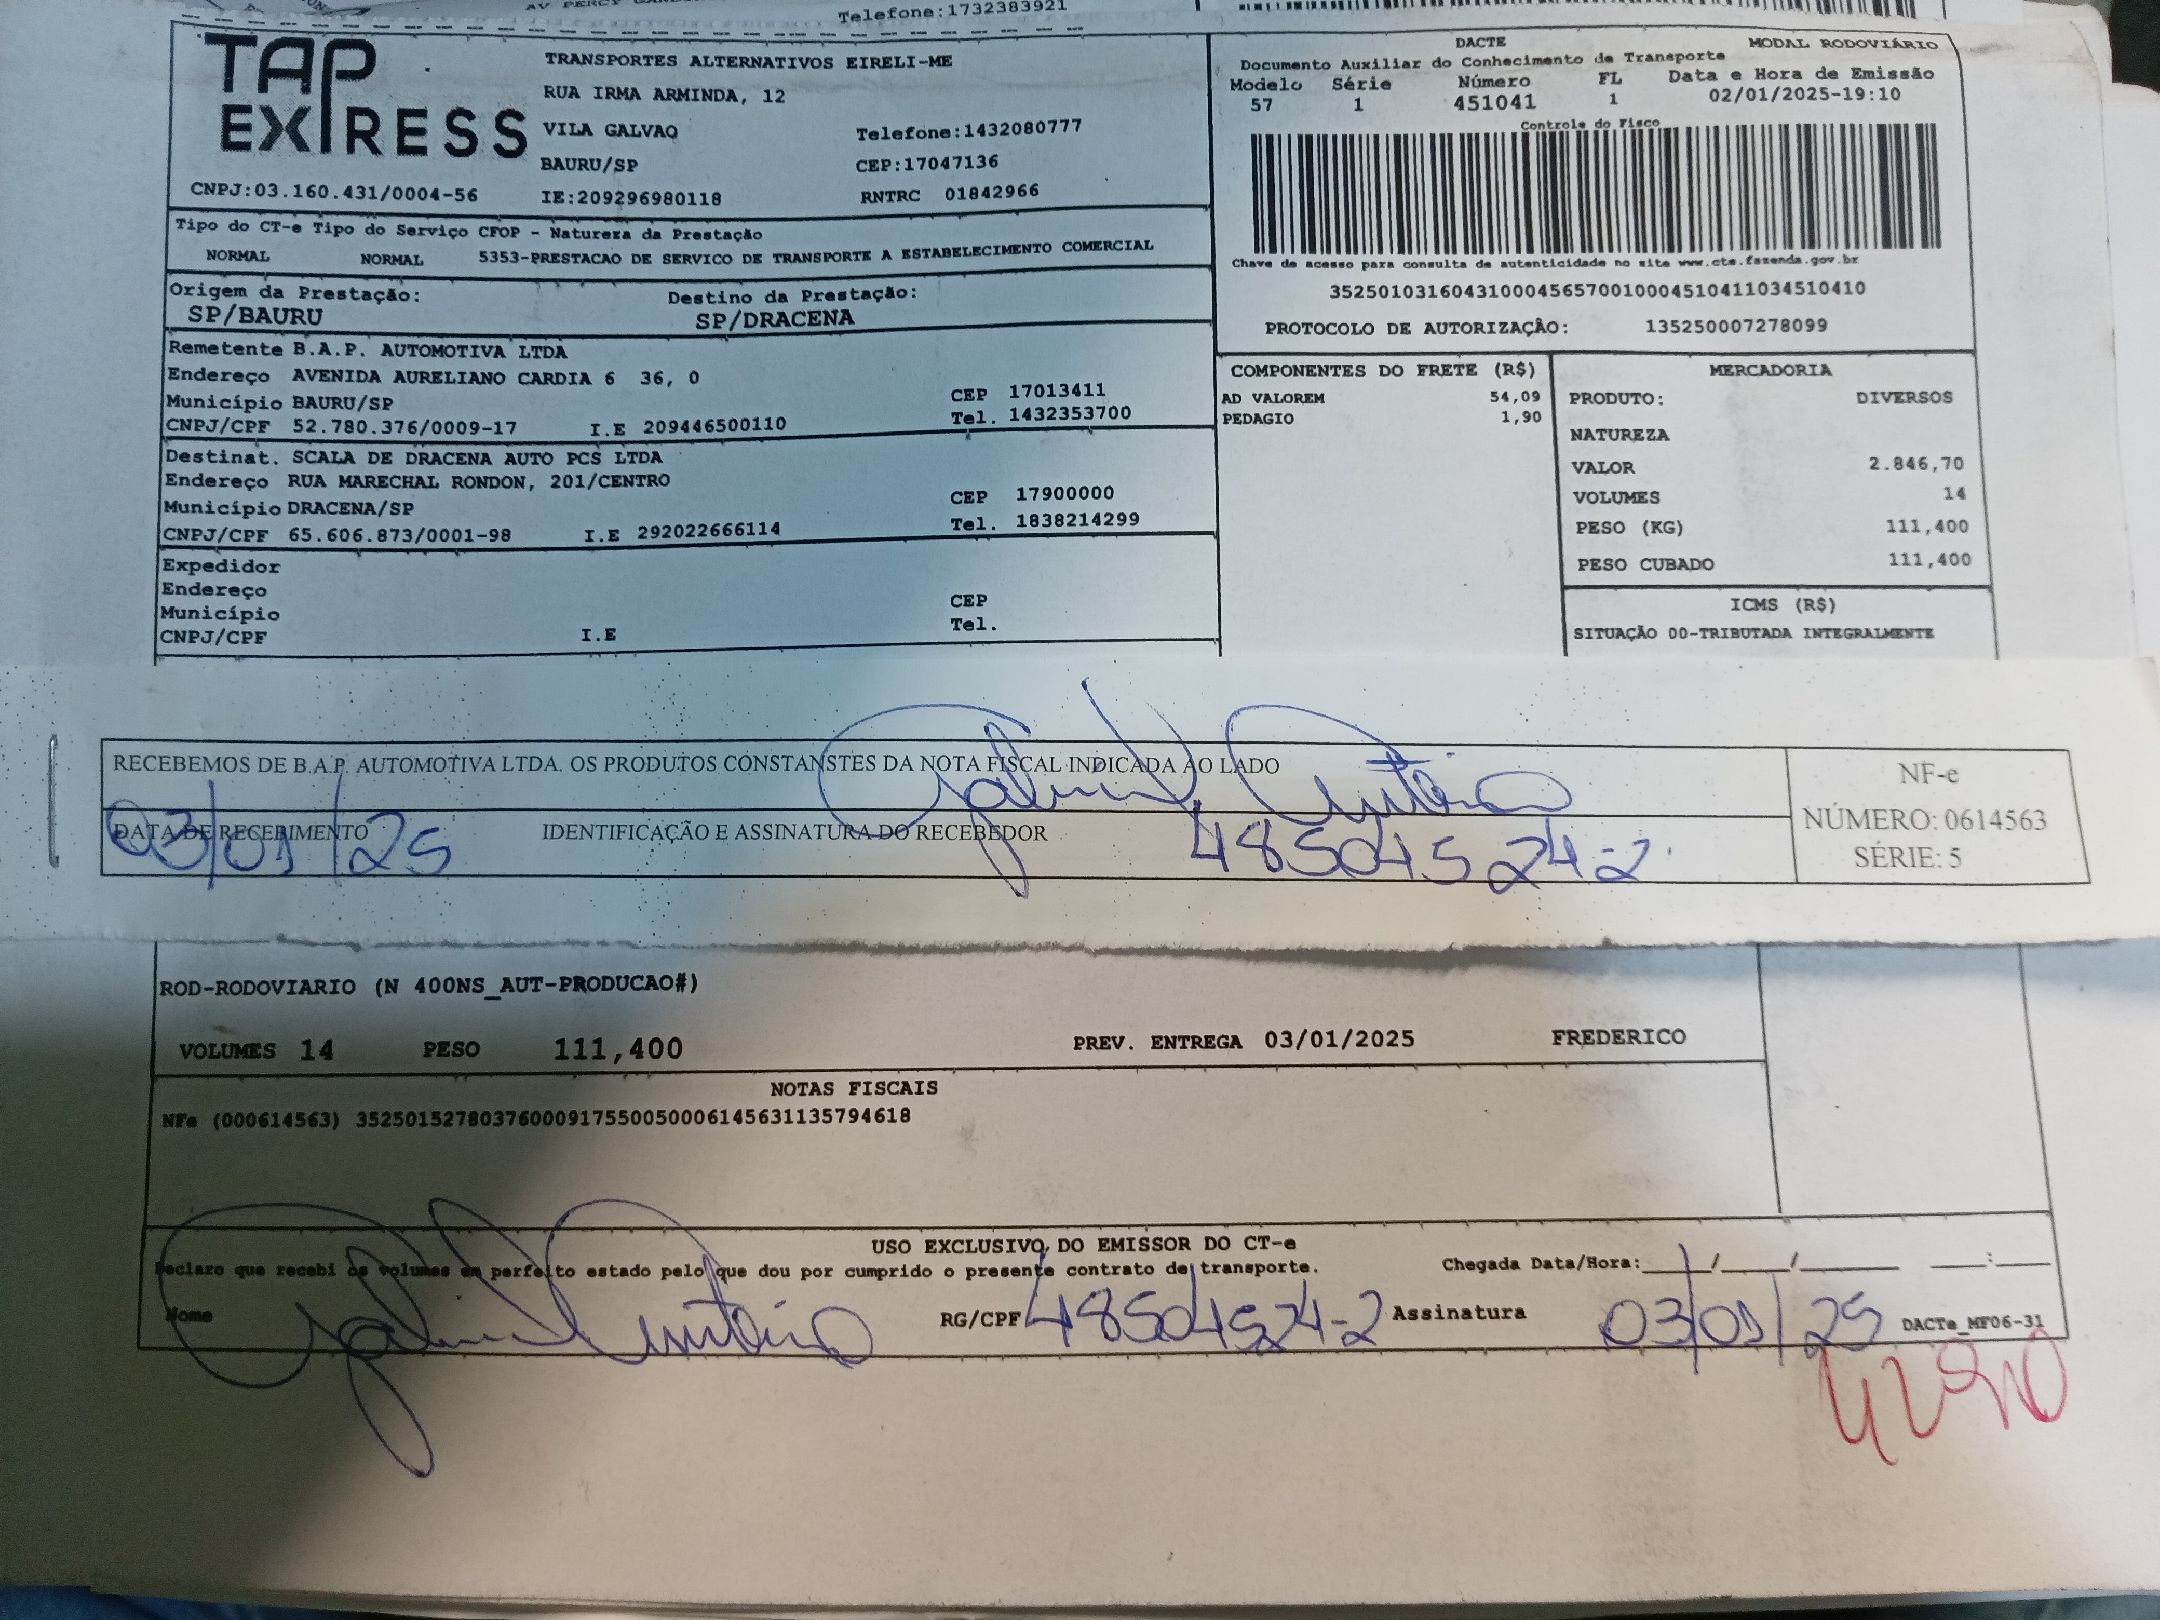 Telefone:1732383921
TAP EXPRESS
TRANSPORTES ALTERNATIVOS EIRELI-ME
RUA IRMA ARMINDA, 12
VILA GALVAO Telefone:1432080777
BAURU/SP CEP:17047136
CNPJ:03.160.431/0004-56 IE:209296980118 RNTRC 01842966
DACTE MODAL RODOVIÁRIO
Documento Auxiliar do Conhecimento de Transporte
Modelo Série Número FL Data e Hora de Emissão
57 1 451041 1 02/01/2025-19:10
Controle do Fisco
Chave de acesso para consulta de autenticidade no site www.cte.fazenda.gov.br
35250103160431000456570010004510411034510410
PROTOCOLO DE AUTORIZAÇÃO: 135250007278099
Tipo do CT-e Tipo do Serviço CFOP - Natureza da Prestação
NORMAL NORMAL 5353-PRESTACAO DE SERVICO DE TRANSPORTE A ESTABELECIMENTO COMERCIAL
Origem da Prestação: Destino da Prestação:
SP/BAURU SP/DRACENA
Remetente B.A.P. AUTOMOTIVA LTDA
Endereço AVENIDA AURELIANO CARDIA 6 36, 0
Município BAURU/SP CEP 17013411
CNPJ/CPF 52.780.376/0009-17 I.E 209446500110 Tel. 1432353700
Destinat. SCALA DE DRACENA AUTO PCS LTDA
Endereço RUA MARECHAL RONDON, 201/CENTRO
Município DRACENA/SP CEP 17900000
CNPJ/CPF 65.606.873/0001-98 I.E 292022666114 Tel. 1838214299
Expedidor
Endereço
Município CEP
CNPJ/CPF I.E Tel.
COMPONENTES DO FRETE (R$)
AD VALOREM 54,09
PEDAGIO 1,90
MERCADORIA
PRODUTO: DIVERSOS
NATUREZA
VALOR 2.846,70
VOLUMES 14
PESO (KG) 111,400
PESO CUBADO 111,400
ICMS (R$)
SITUAÇÃO 00-TRIBUTADA INTEGRALMENTE
RECEBEMOS DE B.A.P. AUTOMOTIVA LTDA. OS PRODUTOS CONSTANSTES DA NOTA FISCAL INDICADA AO LADO
DATA DE RECEBIMENTO IDENTIFICAÇÃO E ASSINATURA DO RECEBEDOR
03/01/25 48504524-2
NF-e
NÚMERO: 0614563
SÉRIE: 5
ROD-RODOVIARIO (N 400NS_AUT-PRODUCAO#)
VOLUMES 14 PESO 111,400 PREV. ENTREGA 03/01/2025 FREDERICO
NOTAS FISCAIS
NFe (000614563) 35250152780376000917550050006145631135794618
USO EXCLUSIVO DO EMISSOR DO CT-e
Declaro que recebi os volumes em perfeito estado pelo que dou por cumprido o presente contrato de transporte. Chegada Data/Hora:____/____/______ ____:____
Nome RG/CPF 48504524-2 Assinatura 03/01/25 DACTe_MF06-31